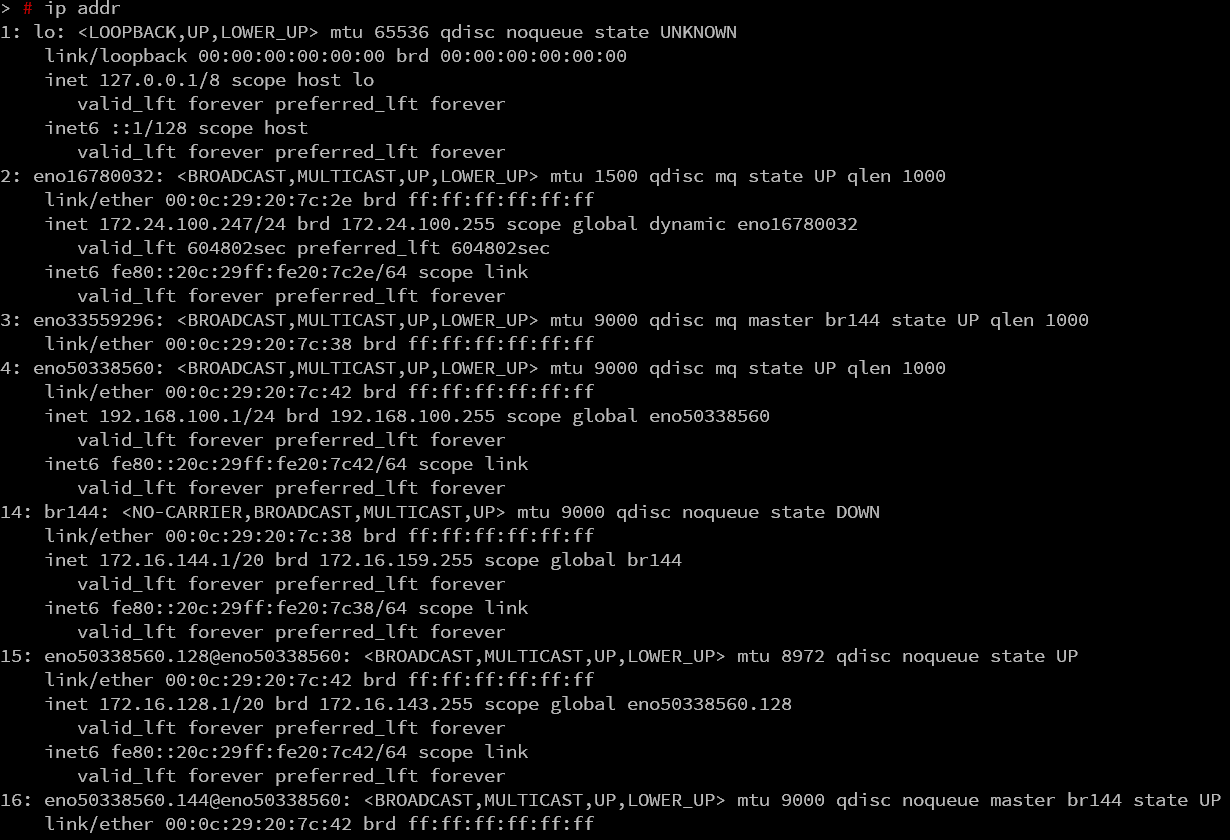 > # ip addr
1: lo: <LOOPBACK,UP,LOWER_UP> mtu 65536 qdisc noqueue state UNKNOWN
    link/loopback 00:00:00:00:00:00 brd 00:00:00:00:00:00
    inet 127.0.0.1/8 scope host lo
       valid_lft forever preferred_lft forever
    inet6 ::1/128 scope host
       valid_lft forever preferred_lft forever
2: eno16780032: <BROADCAST,MULTICAST,UP,LOWER_UP> mtu 1500 qdisc mq state UP qlen 1000
    link/ether 00:0c:29:20:7c:2e brd ff:ff:ff:ff:ff:ff
    inet 172.24.100.247/24 brd 172.24.100.255 scope global dynamic eno16780032
       valid_lft 604802sec preferred_lft 604802sec
    inet6 fe80::20c:29ff:fe20:7c2e/64 scope link
       valid_lft forever preferred_lft forever
3: eno33559296: <BROADCAST,MULTICAST,UP,LOWER_UP> mtu 9000 qdisc mq master br144 state UP qlen 1000
    link/ether 00:0c:29:20:7c:38 brd ff:ff:ff:ff:ff:ff
4: eno50338560: <BROADCAST,MULTICAST,UP,LOWER_UP> mtu 9000 qdisc mq state UP qlen 1000
    link/ether 00:0c:29:20:7c:42 brd ff:ff:ff:ff:ff:ff
    inet 192.168.100.1/24 brd 192.168.100.255 scope global eno50338560
       valid_lft forever preferred_lft forever
    inet6 fe80::20c:29ff:fe20:7c42/64 scope link
       valid_lft forever preferred_lft forever
14: br144: <NO-CARRIER,BROADCAST,MULTICAST,UP> mtu 9000 qdisc noqueue state DOWN
    link/ether 00:0c:29:20:7c:38 brd ff:ff:ff:ff:ff:ff
    inet 172.16.144.1/20 brd 172.16.159.255 scope global br144
       valid_lft forever preferred_lft forever
    inet6 fe80::20c:29ff:fe20:7c38/64 scope link
       valid_lft forever preferred_lft forever
15: eno50338560.128@eno50338560: <BROADCAST,MULTICAST,UP,LOWER_UP> mtu 8972 qdisc noqueue state UP
    link/ether 00:0c:29:20:7c:42 brd ff:ff:ff:ff:ff:ff
    inet 172.16.128.1/20 brd 172.16.143.255 scope global eno50338560.128
       valid_lft forever preferred_lft forever
    inet6 fe80::20c:29ff:fe20:7c42/64 scope link
       valid_lft forever preferred_lft forever
16: eno50338560.144@eno50338560: <BROADCAST,MULTICAST,UP,LOWER_UP> mtu 9000 qdisc noqueue master br144 state UP
    link/ether 00:0c:29:20:7c:42 brd ff:ff:ff:ff:ff:ff